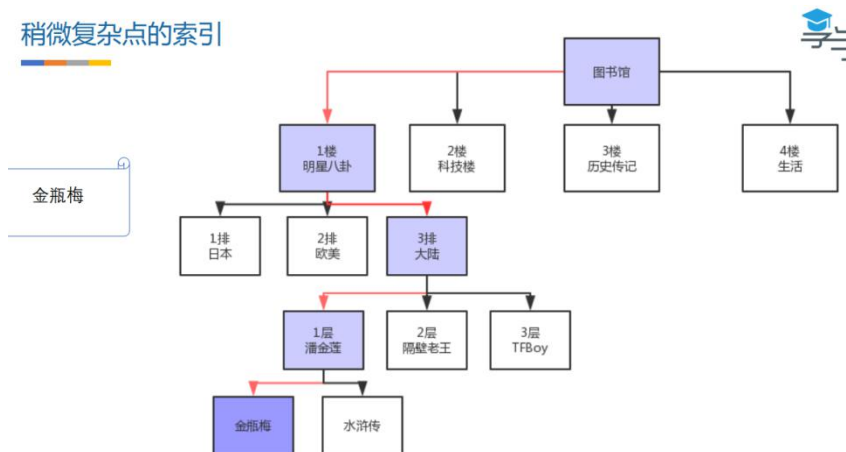 稍微复杂点的索引
图书馆
1楼
明星八卦
2楼
科技楼
3楼
历史传记
4楼
生活
金瓶梅
1排
日本
2排
欧美
3排
大陆
1层
潘金莲
2层
隔壁老王
3层
TFBoy
金瓶梅
水浒传